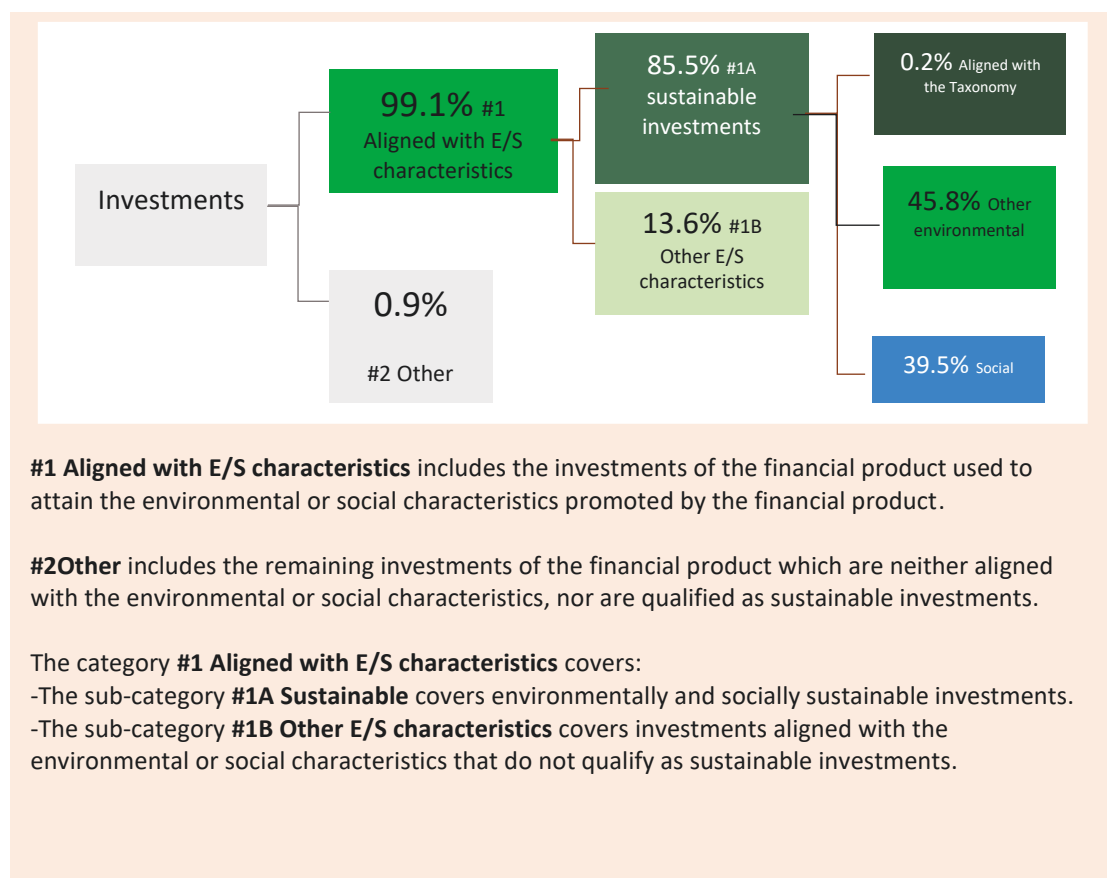 Investments
99.1% #1
Aligned with E/S
characteristics
0.9%
#2 Other
85.5% #1A
sustainable
investments
13.6% #1B
Other E/S
characteristics
0.2% Aligned with
the Taxonomy
45.8% Other
environmental
39.5% Social
#1 Aligned with E/S characteristics includes the investments of the financial product used to
attain the environmental or social characteristics promoted by the financial product.
#2Other includes the remaining investments of the financial product which are neither aligned
with the environmental or social characteristics, nor are qualified as sustainable investments.
The category #1 Aligned with E/S characteristics covers:
-The sub-category #1A Sustainable covers environmentally and socially sustainable investments.
-The sub-category #1B Other E/S characteristics covers investments aligned with the
environmental or social characteristics that do not qualify as sustainable investments.